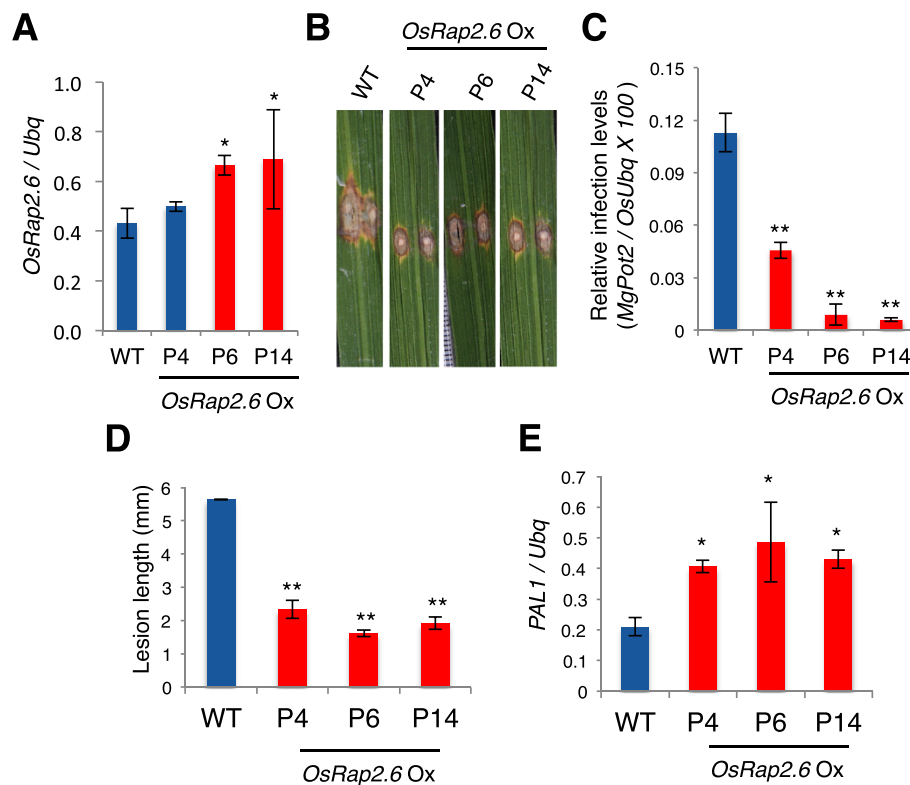 A
OsRap2.6 / Ubq
1.0
0.8
0.6
0.4
0.2
0.0
*
*
WT P4 P6 P14
OsRap2.6 Ox
B
OsRap2.6 Ox
WT P4 P6 P14
C
Relative infection levels
(MgPot2 / OsUbq X 100)
0.15
0.12
0.09
0.06
0.03
0
**
**
**
WT P4 P6 P14
OsRap2.6 Ox
D
Lesion length (mm)
6
5
4
3
2
1
0
**
**
**
WT P4 P6 P14
OsRap2.6 Ox
E
PAL1 / Ubq
0.7
0.6
0.5
0.4
0.3
0.2
0.1
0
*
*
*
WT P4 P6 P14
OsRap2.6 Ox